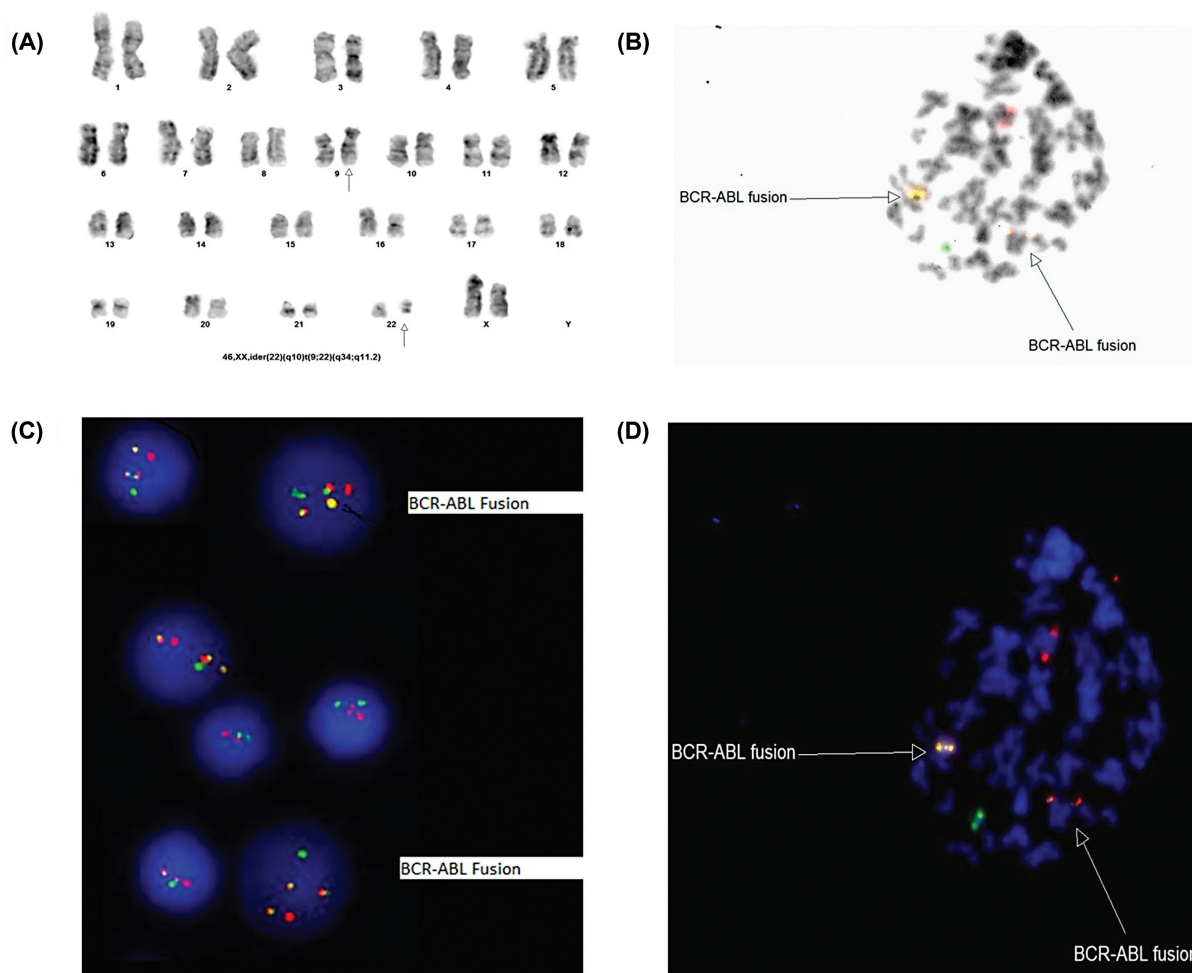 (A)
1 2 3 4 5
6 7 8 9 10 11 12
13 14 15 16 17 18
19 20 21 22 X Y
46,XX,ider(22)(q10)t(9;22)(q34;q11.2)
(B)
BCR-ABL fusion
BCR-ABL fusion
(C)
BCR-ABL Fusion
BCR-ABL Fusion
(D)
BCR-ABL fusion
BCR-ABL fusion